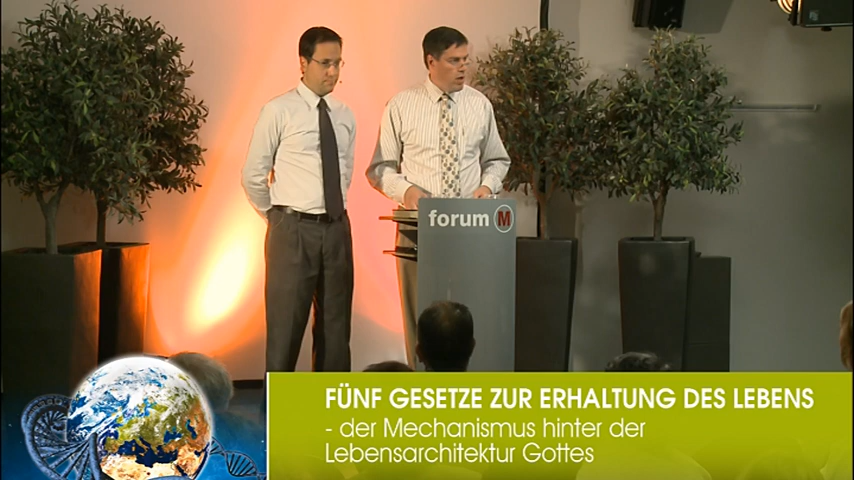 forum M
FÜNF GESETZE ZUR ERHALTUNG DES LEBENS
- der Mechanismus hinter der
Lebensarchitektur Gottes